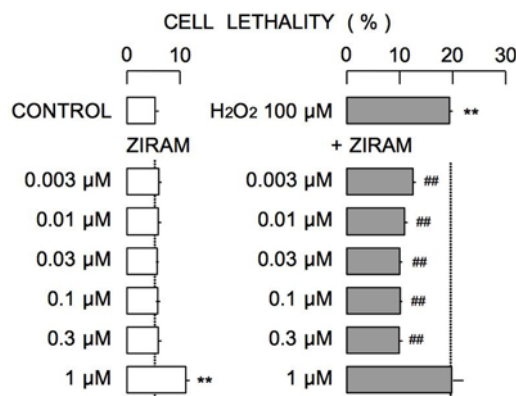 CELL LETHALITY ( % )
0 10 0 10 20 30
CONTROL H2O2 100 µM **
ZIRAM + ZIRAM
0.003 µM 0.003 µM ##
0.01 µM 0.01 µM ##
0.03 µM 0.03 µM ##
0.1 µM 0.1 µM ##
0.3 µM 0.3 µM ##
1 µM ** 1 µM